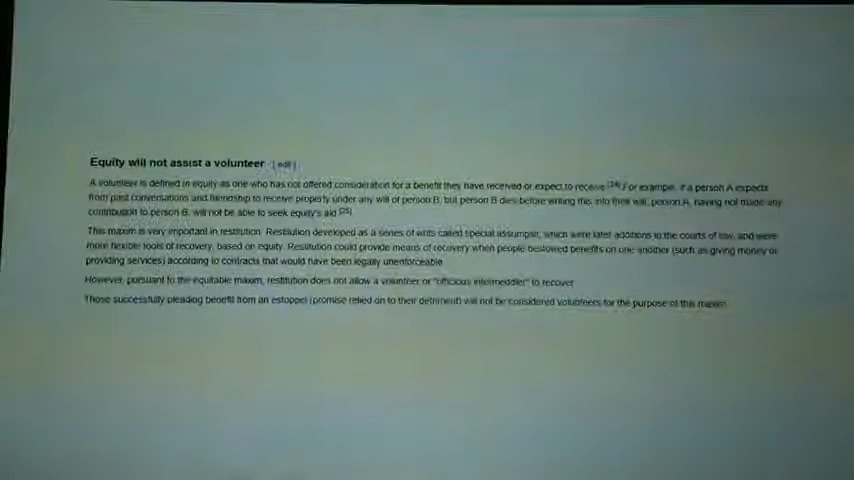 Equity will not assist a volunteer [edit]
A volunteer is defined in equity as one who has not offered consideration for a benefit they have received or expect to receive.[24] For example, if a person A expects
from past conversations and friendship to receive property under any will of person B, but person B dies before writing this into their will, person A, having not made any
contribution to person B, will not be able to seek equity's aid.[25]
This maxim is very important in restitution. Restitution developed as a series of writs called special assumpsit, which were later additions to the courts of law, and were
more flexible tools of recovery, based on equity. Restitution could provide means of recovery when people bestowed benefits on one another (such as giving money or
providing services) according to contracts that would have been legally unenforceable.
However, pursuant to the equitable maxim, restitution does not allow a volunteer or "officious intermeddler" to recover.
Those successfully pleading benefit from an estoppel (promise relied on to their detriment) will not be considered volunteers for the purpose of this maxim.